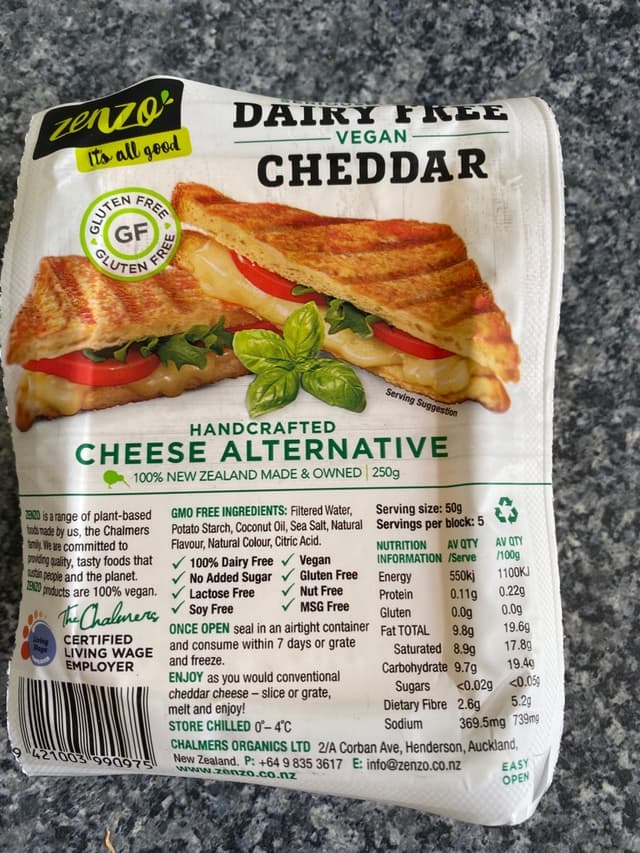 zenzo
It's all good
DAIRY FREE
VEGAN
CHEDDAR
GLUTEN FREE
GF
GLUTEN FREE
Serving Suggestion
HANDCRAFTED
CHEESE ALTERNATIVE
100% NEW ZEALAND MADE & OWNED | 250g
ZENZO is a range of plant-based
foods made by us, the Chalmers
family. We are committed to
providing quality, tasty foods that
sustain people and the planet.
ZENZO products are 100% vegan.
The Chalmers
CERTIFIED
LIVING WAGE
EMPLOYER
9 421003 990975
GMO FREE INGREDIENTS: Filtered Water,
Potato Starch, Coconut Oil, Sea Salt, Natural
Flavour, Natural Colour, Citric Acid.
✓ 100% Dairy Free ✓ Vegan
✓ No Added Sugar ✓ Gluten Free
✓ Lactose Free ✓ Nut Free
✓ Soy Free ✓ MSG Free
ONCE OPEN seal in an airtight container
and consume within 7 days or grate
and freeze.
ENJOY as you would conventional
cheddar cheese – slice or grate,
melt and enjoy!
STORE CHILLED 0°– 4°C
Serving size: 50g
Servings per block: 5
NUTRITION AV QTY AV QTY
INFORMATION /Serve /100g
Energy 550kj 1100KJ
Protein 0.11g 0.22g
Gluten 0.0g 0.0g
Fat TOTAL 9.8g 19.6g
Saturated 8.9g 17.8g
Carbohydrate 9.7g 19.4g
Sugars <0.02g <0.05g
Dietary Fibre 2.6g 5.2g
Sodium 369.5mg 739mg
CHALMERS ORGANICS LTD 2/A Corban Ave, Henderson, Auckland,
New Zealand. P: +64 9 835 3617 E: info@zenzo.co.nz
www.zenzo.co.nz
EASY
OPEN